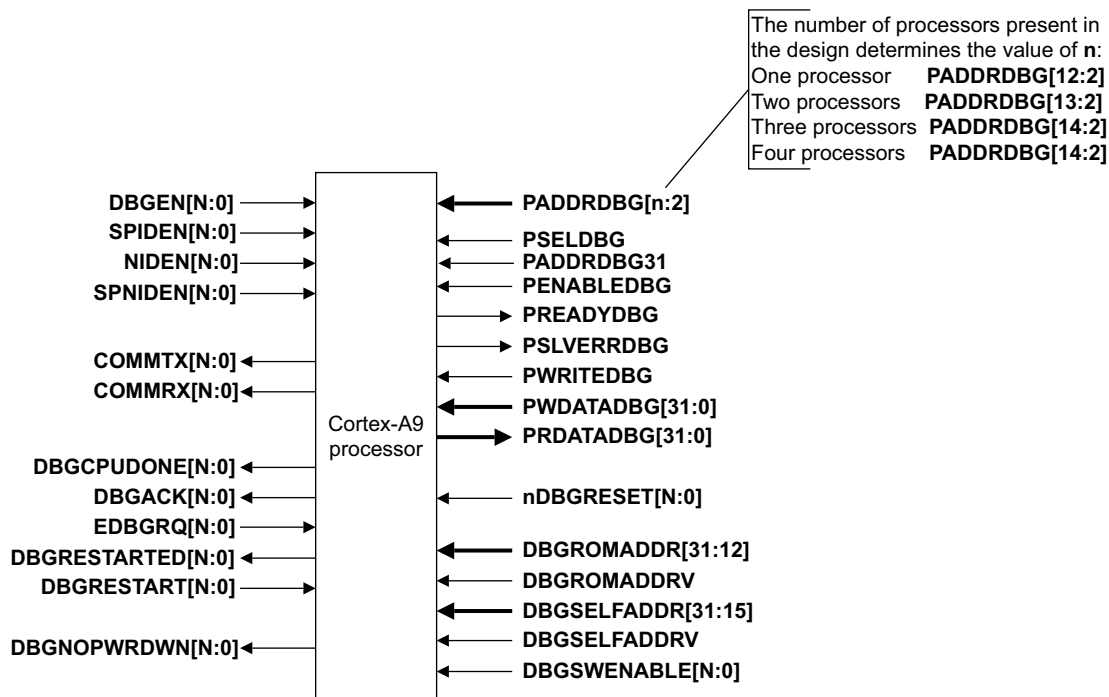 The number of processors present in
the design determines the value of n:
One processor PADDRDBG[12:2]
Two processors PADDRDBG[13:2]
Three processors PADDRDBG[14:2]
Four processors PADDRDBG[14:2]
DBGEN[N:0]
SPIDEN[N:0]
NIDEN[N:0]
SPNIDEN[N:0]
COMMTX[N:0]
COMMRX[N:0]
DBGCPUDONE[N:0]
DBGACK[N:0]
EDBGRQ[N:0]
DBGRESTARTED[N:0]
DBGRESTART[N:0]
DBGNOPWRDWN[N:0]
Cortex-A9
processor
PADDRDBG[n:2]
PSELDBG
PADDRDBG31
PENABLEDBG
PREADYDBG
PSLVERRDBG
PWRITEDBG
PWDATADBG[31:0]
PRDATADBG[31:0]
nDBGRESET[N:0]
DBGROMADDR[31:12]
DBGROMADDRV
DBGSELFADDR[31:15]
DBGSELFADDRV
DBGSWENABLE[N:0]